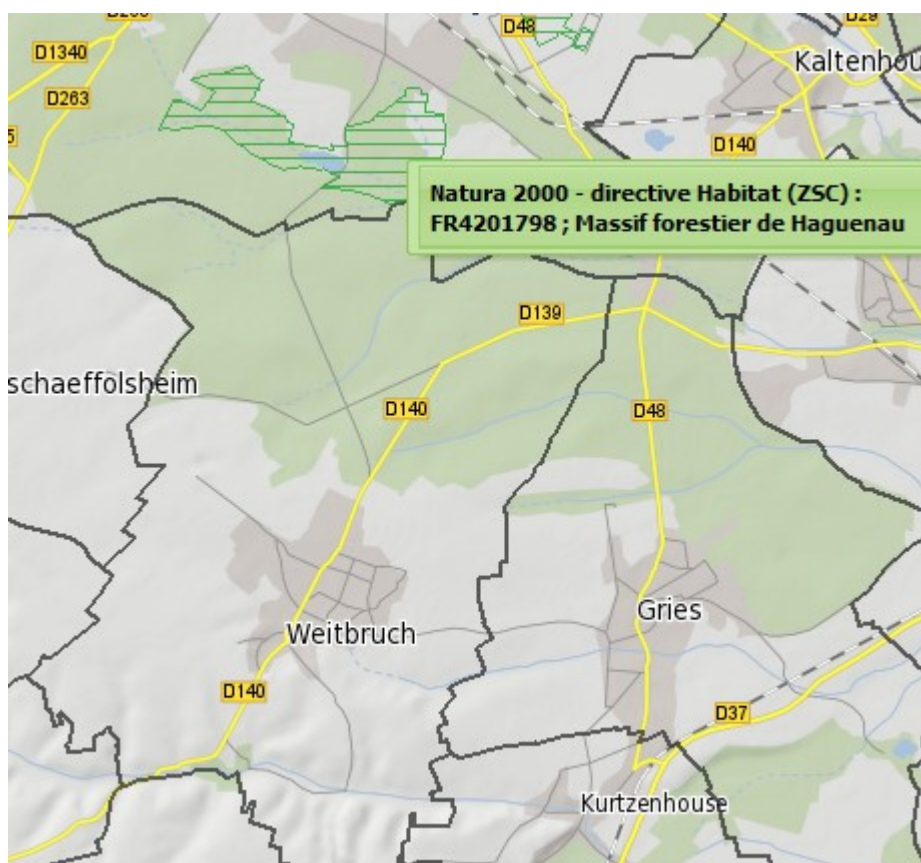 D48
D29
D1340
Kaltenhou
D263
5
D140
Natura 2000 - directive Habitat (ZSC) :
FR4201798 ; Massif forestier de Haguenau
D139
schaeffolsheim
D140
D48
Gries
Weitbruch
D140
D37
Kurtzenhouse